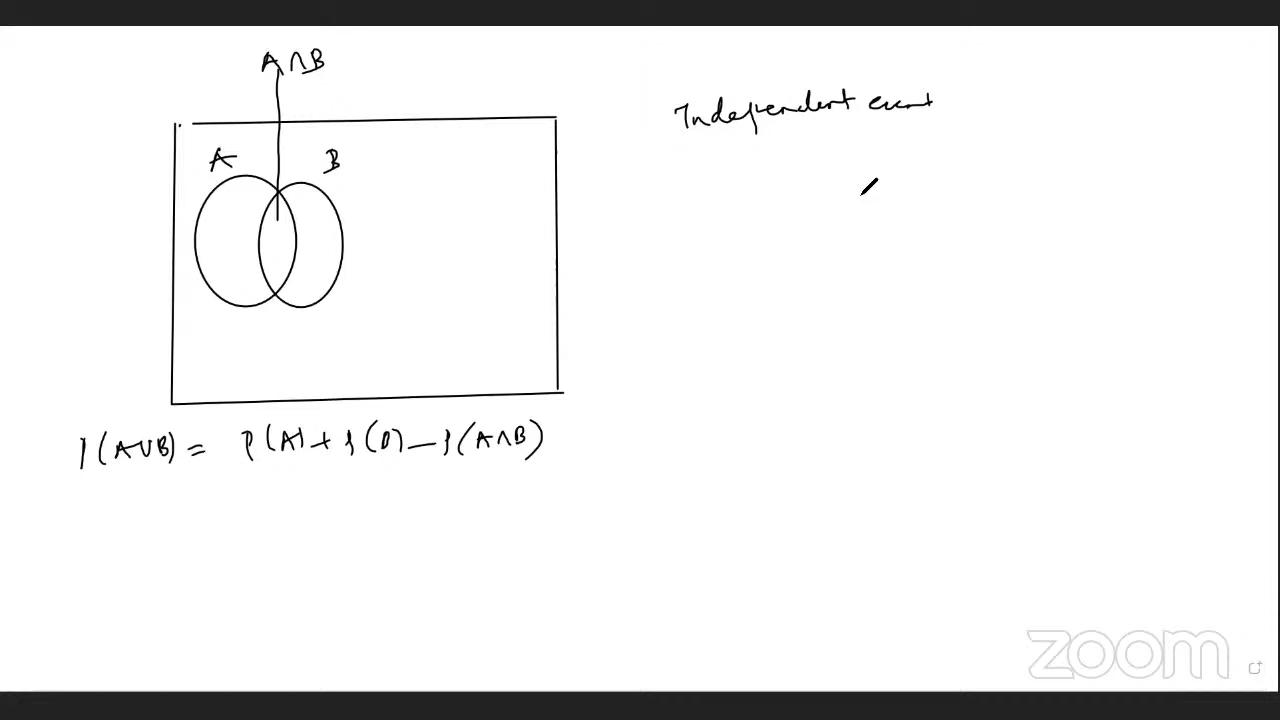 A∩B
A B
P(A∪B) = P(A) + P(B) - P(A∩B)
Independent event
zoom